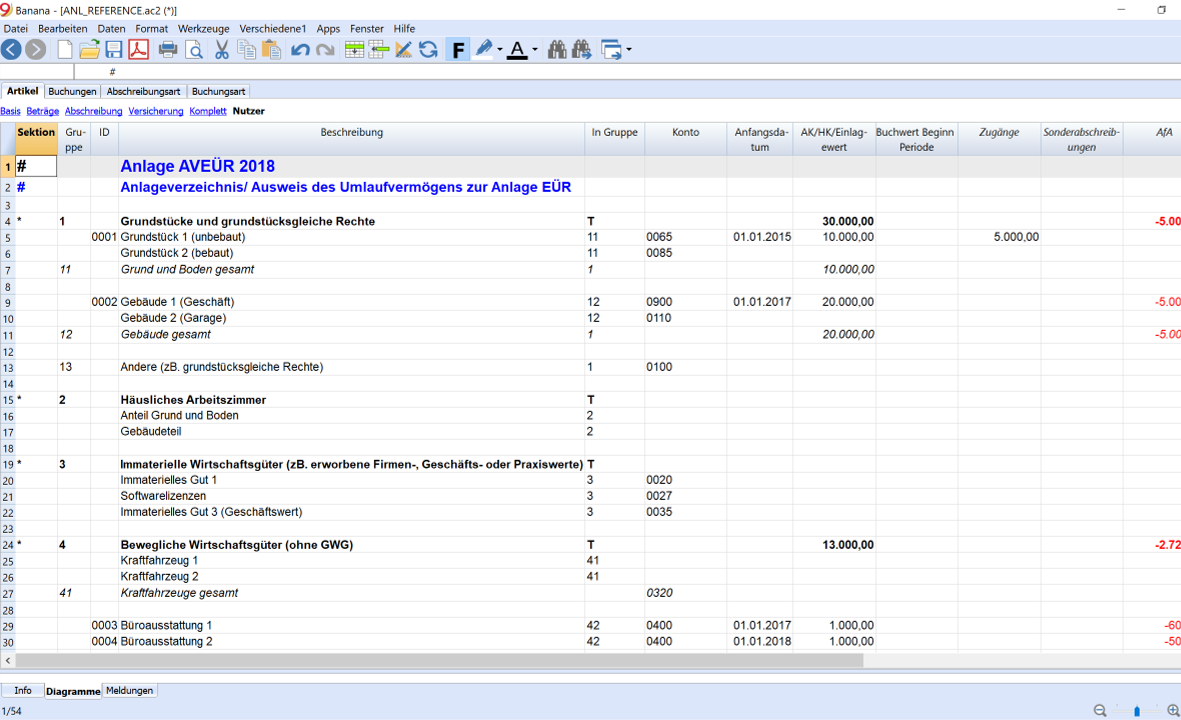 Banana - [ANL_REFERENCE.ac2 (*)]
Datei Bearbeiten Daten Format Werkzeuge Verschiedene1 Apps Fenster Hilfe
F A
#
Artikel Buchungen Abschreibungsart Buchungsart
Basis Beträge Abschreibung Versicherung Komplett Nutzer
Sektion Gru-ppe ID Beschreibung In Gruppe Konto Anfangsda-tum AK/HK/Einlag-ewert Buchwert Beginn Periode Zugänge Sonderabschreib-ungen AfA
1 # Anlage AVEÜR 2018
2 # Anlageverzeichnis/ Ausweis des Umlaufvermögens zur Anlage EÜR
3
4 * 1 Grundstücke und grundstücksgleiche Rechte T 30.000,00 -5.00
5 0001 Grundstück 1 (unbebaut) 11 0065 01.01.2015 10.000,00 5.000,00
6 Grundstück 2 (bebaut) 11 0085
7 11 Grund und Boden gesamt 1 10.000,00
8
9 0002 Gebäude 1 (Geschäft) 12 0900 01.01.2017 20.000,00 -5.00
10 Gebäude 2 (Garage) 12 0110
11 12 Gebäude gesamt 1 20.000,00 -5.00
12
13 13 Andere (zB. grundstücksgleiche Rechte) 1 0100
14
15 * 2 Häusliches Arbeitszimmer T
16 Anteil Grund und Boden 2
17 Gebäudeteil 2
18
19 * 3 Immaterielle Wirtschaftsgüter (zB. erworbene Firmen-, Geschäfts- oder Praxiswerte) T
20 Immaterielles Gut 1 3 0020
21 Softwarelizenzen 3 0027
22 Immaterielles Gut 3 (Geschäftswert) 3 0035
23
24 * 4 Bewegliche Wirtschaftsgüter (ohne GWG) T 13.000,00 -2.72
25 Kraftfahrzeug 1 41
26 Kraftfahrzeug 2 41
27 41 Kraftfahrzeuge gesamt 0320
28
29 0003 Büroausstattung 1 42 0400 01.01.2017 1.000,00 -60
30 0004 Büroausstattung 2 42 0400 01.01.2018 1.000,00 -50
Info Diagramme Meldungen
1/54